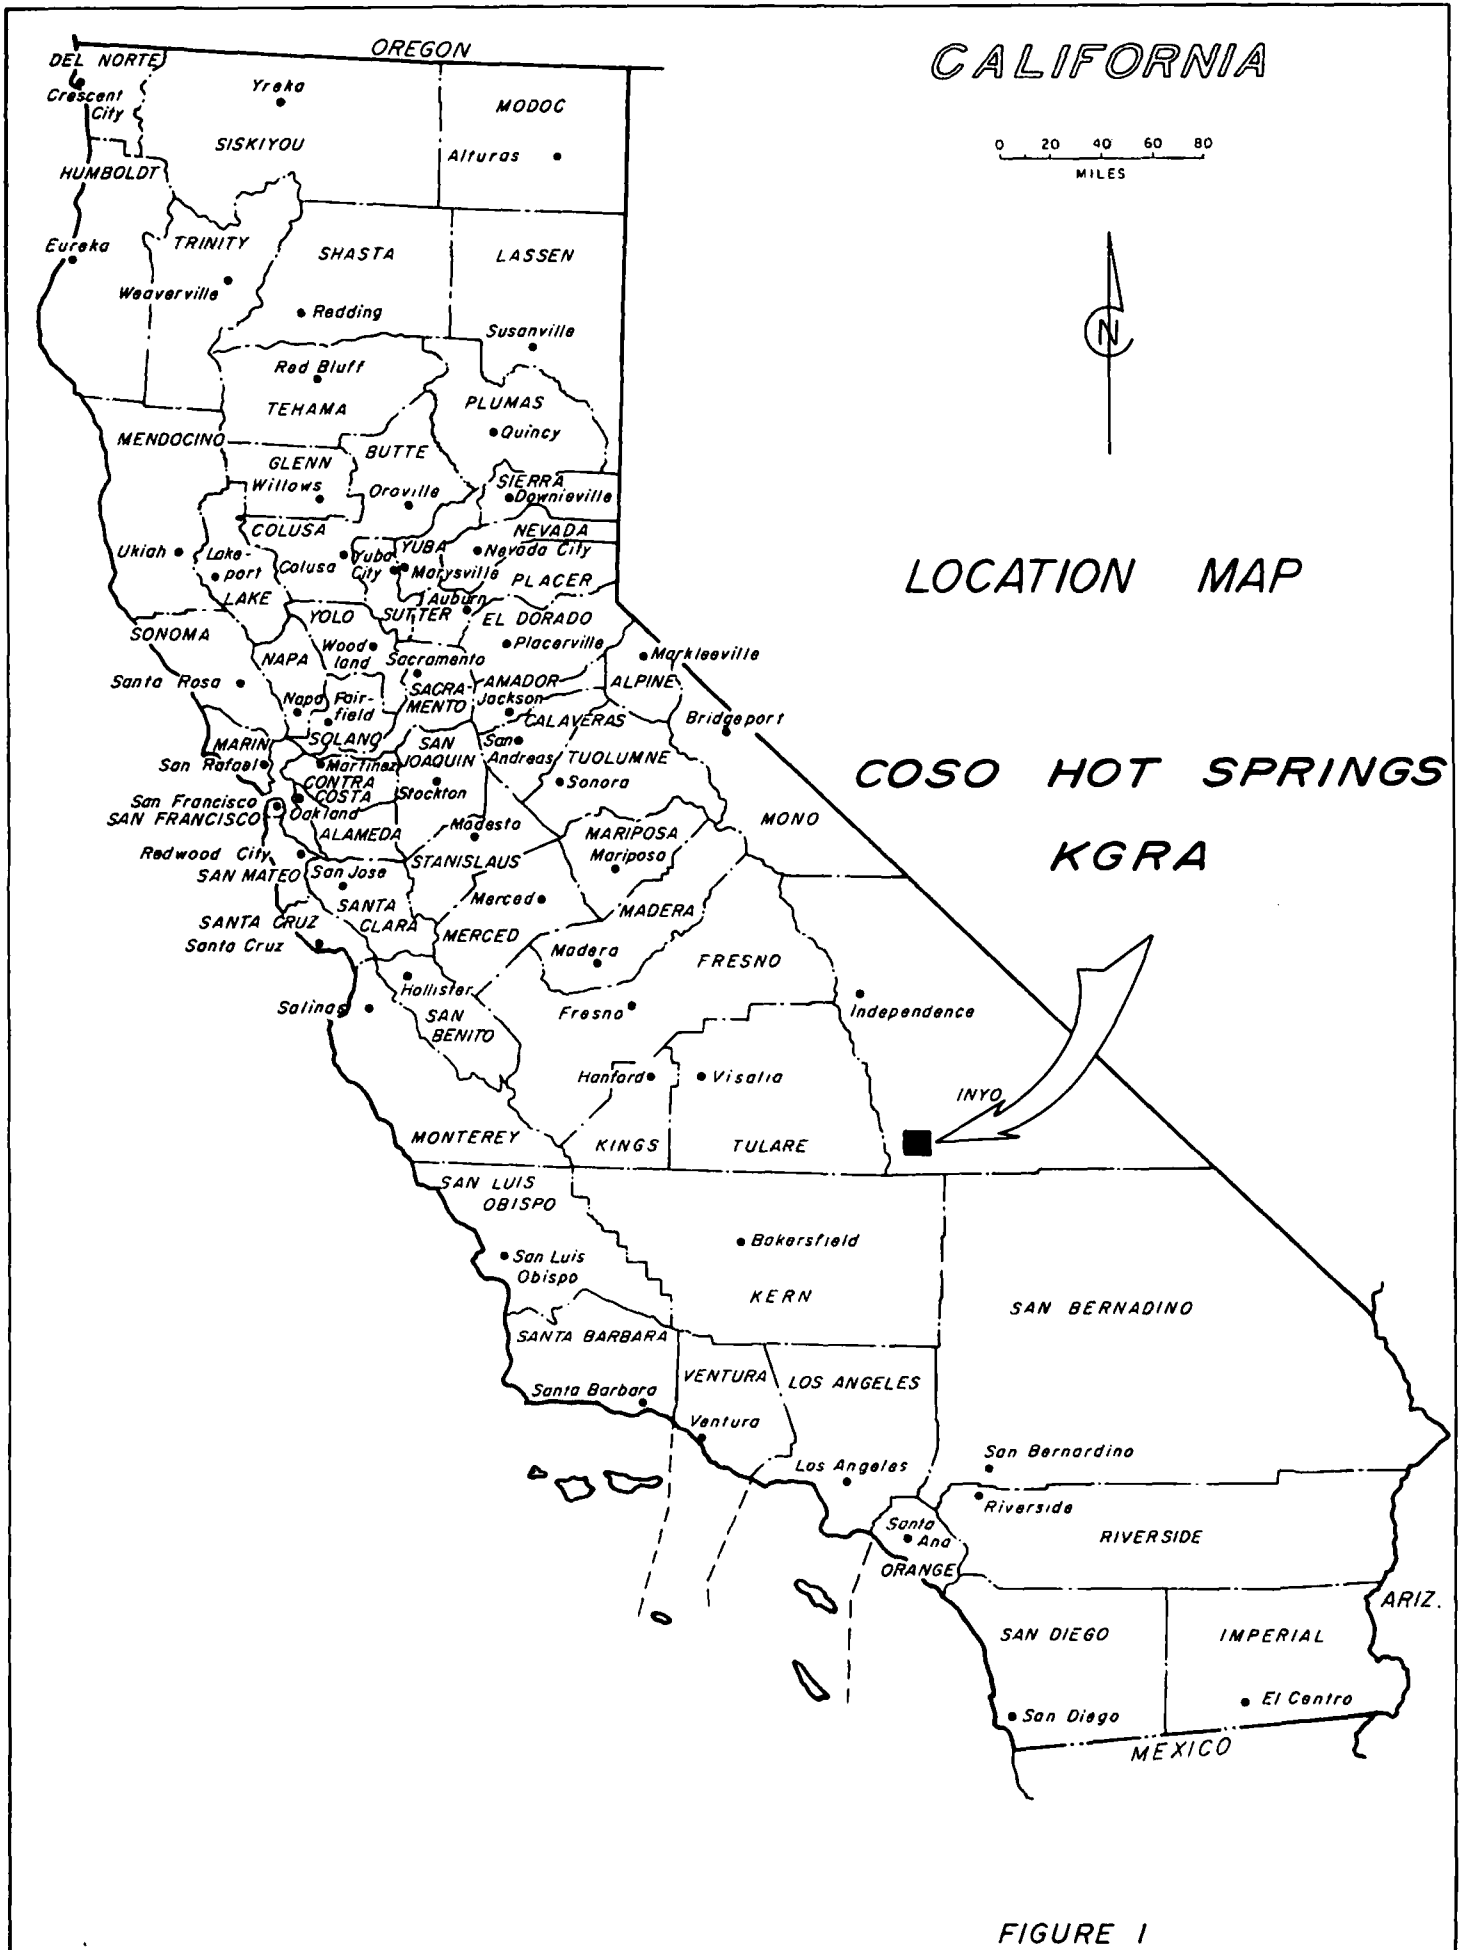 CALIFORNIA
0 20 40 60 80
MILES
N
LOCATION MAP
COSO HOT SPRINGS
KGRA
OREGON
DEL NORTE
Crescent
City
Yreka
SISKIYOU
MODOC
Alturas
HUMBOLDT
Eureka
TRINITY
Weaverville
SHASTA
Redding
LASSEN
Susanville
Red Bluff
TEHAMA
PLUMAS
Quincy
MENDOCINO
GLENN
Willows
BUTTE
Oroville
SIERRA
Downieville
COLUSA
Colusa
NEVADA
Nevada City
Ukiah
Lake-
port
LAKE
Yuba
City
YUBA
Marysville
PLACER
Auburn
SUTTER
YOLO
Wood
land
EL DORADO
Placerville
SONOMA
Santa Rosa
NAPA
Napa
Fair-
field
SOLANO
Sacramento
SACRA-
MENTO
AMADOR
Jackson
ALPINE
Markleeville
CALAVERAS
San
Andreas
Bridgeport
MARIN
San Rafael
Martinez
CONTRA
COSTA
SAN
JOAQUIN
Stockton
TUOLUMNE
Sonora
San Francisco
SAN FRANCISCO
Oakland
ALAMEDA
MONO
Modesto
STANISLAUS
MARIPOSA
Mariposa
Redwood City
SAN MATEO
San Jose
SANTA
CLARA
Merced
MERCED
MADERA
Madera
SANTA CRUZ
Santa Cruz
FRESNO
Fresno
Hollister
SAN
BENITO
Salinas
Independence
Hanford
Visalia
INYO
MONTEREY
KINGS
TULARE
SAN LUIS
OBISPO
San Luis
Obispo
Bakersfield
KERN
SAN BERNADINO
SANTA BARBARA
Santa Barbara
VENTURA
Ventura
LOS ANGELES
Los Angeles
San Bernardino
Riverside
RIVERSIDE
Santa
Ana
ORANGE
ARIZ.
SAN DIEGO
San Diego
IMPERIAL
El Centro
MEXICO
FIGURE 1